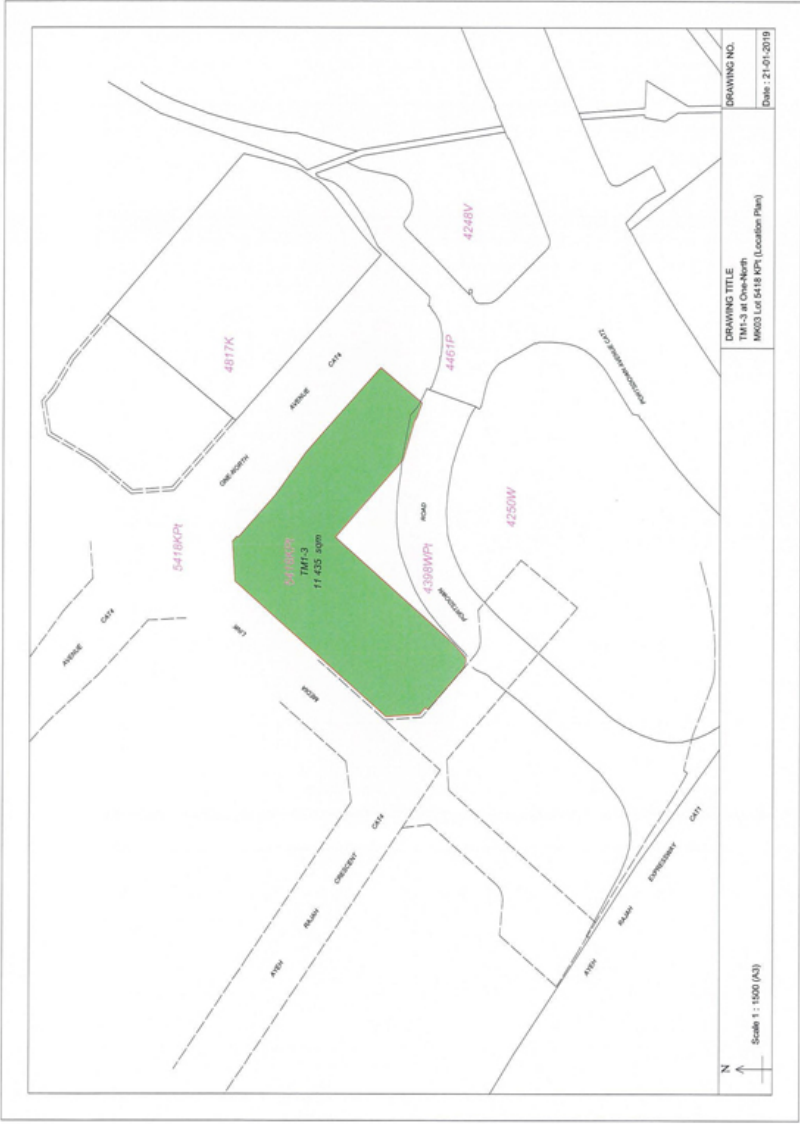 5418KPt
AVENUE
CAT4
4817K
ONE-NORTH
AVENUE
CAT4
4248V
4461P
PORTSDOWN AVENUE CAT2
TM1-3
11 435 sqm
LINK
MEDIA
ROAD
4398WPt
PORTSDOWN
4250W
AYEH
RAJAH
CRESCENT
CAT4
AYEH
RAJAH
EXPRESSWAY
CAT1
N
Scale 1 : 1500 (A3)
DRAWING TITLE
TM1-3 at One-North
MK03 Lot 5418 KPt (Location Plan)
DRAWING NO.
Date : 21-01-2019